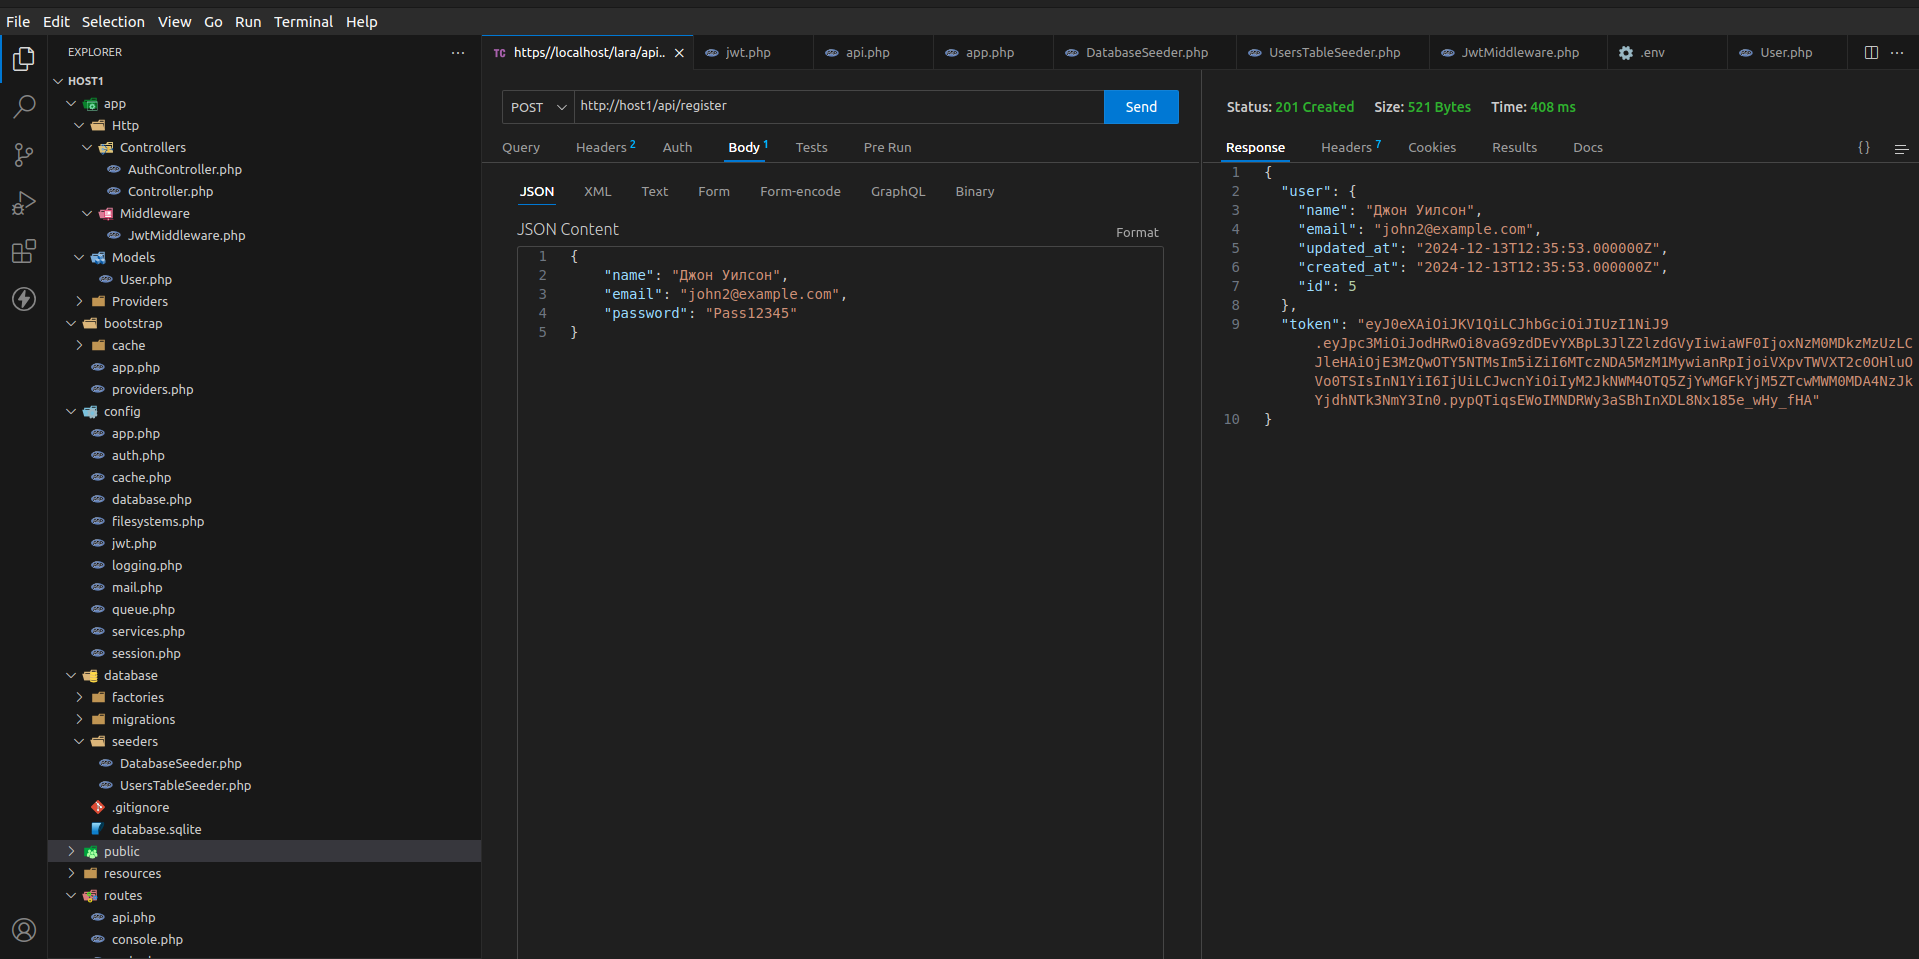 File Edit Selection View Go Run Terminal Help
EXPLORER ...
HOST1
app
Http
Controllers
AuthController.php
Controller.php
Middleware
JwtMiddleware.php
Models
User.php
Providers
bootstrap
cache
app.php
providers.php
config
app.php
auth.php
cache.php
database.php
filesystems.php
jwt.php
logging.php
mail.php
queue.php
services.php
session.php
database
factories
migrations
seeders
DatabaseSeeder.php
UsersTableSeeder.php
.gitignore
database.sqlite
public
resources
routes
api.php
console.php
TC https//localhost/lara/api.. jwt.php api.php app.php DatabaseSeeder.php UsersTableSeeder.php JwtMiddleware.php .env User.php
POST http://host1/api/register Send
Query Headers 2 Auth Body 1 Tests Pre Run
JSON XML Text Form Form-encode GraphQL Binary
JSON Content Format
1 {
2 "name": "Джон Уилсон",
3 "email": "john2@example.com",
4 "password": "Pass12345"
5 }
Status: 201 Created Size: 521 Bytes Time: 408 ms
Response Headers 7 Cookies Results Docs {}
1 {
2 "user": {
3 "name": "Джон Уилсон",
4 "email": "john2@example.com",
5 "updated_at": "2024-12-13T12:35:53.000000Z",
6 "created_at": "2024-12-13T12:35:53.000000Z",
7 "id": 5
8 },
9 "token": "eyJ0eXAiOiJKV1QiLCJhbGciOiJIUzI1NiJ9
.eyJpc3MiOiJodHRwOi8vaG9zdDEvYXBpL3JlZ2lzdGVyIiwiaWF0IjoxNzM0MDkzMzUzLC
JleHAiOjE3MzQwOTY5NTMsIm5iZiI6MTczNDA5MzM1MywianRpIjoiVXpvTWVXT2c0OHluO
Vo0TSIsInN1YiI6IjUiLCJwcnYiOiIyM2JkNWM4OTQ5ZjYwMGFkYjM5ZTcwMWM0MDA4NzJk
YjdhNTk3NmY3In0.pypQTiqsEWoIMNDRWy3aSBhInXDL8Nx185e_wHy_fHA"
10 }